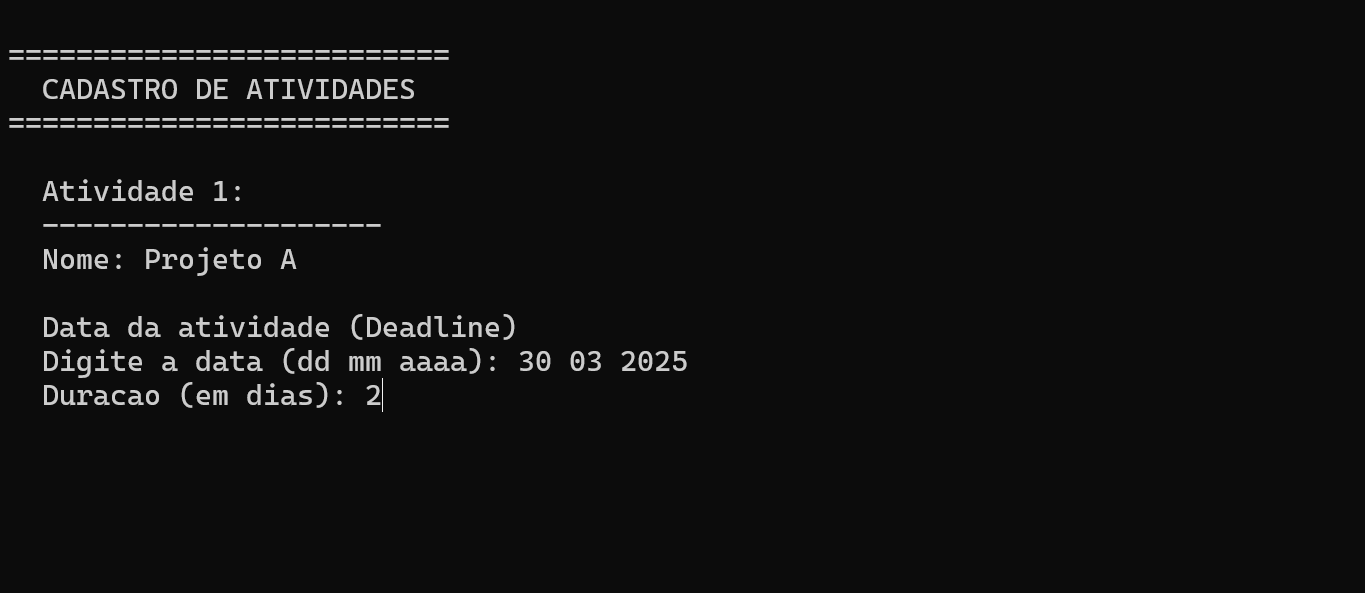 ==========================
CADASTRO DE ATIVIDADES
==========================
Atividade 1:
--------------------
Nome: Projeto A
Data da atividade (Deadline)
Digite a data (dd mm aaaa): 30 03 2025
Duracao (em dias): 2